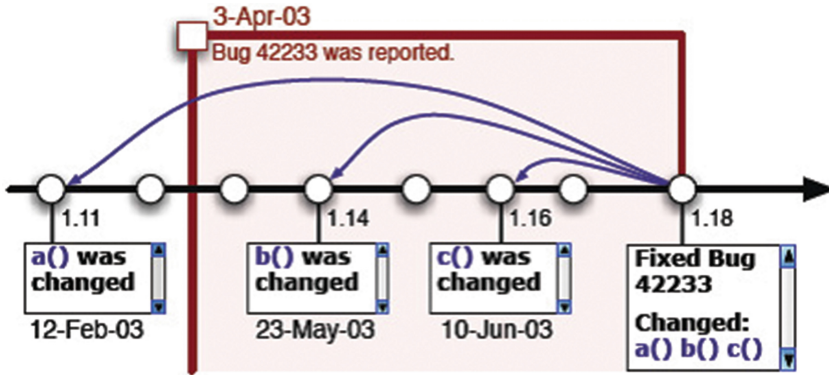 3-Apr-03
Bug 42233 was reported.
1.11
1.14
1.16
1.18
a() was
changed
b() was
changed
c() was
changed
Fixed Bug
42233
Changed:
a() b() c()
12-Feb-03
23-May-03
10-Jun-03